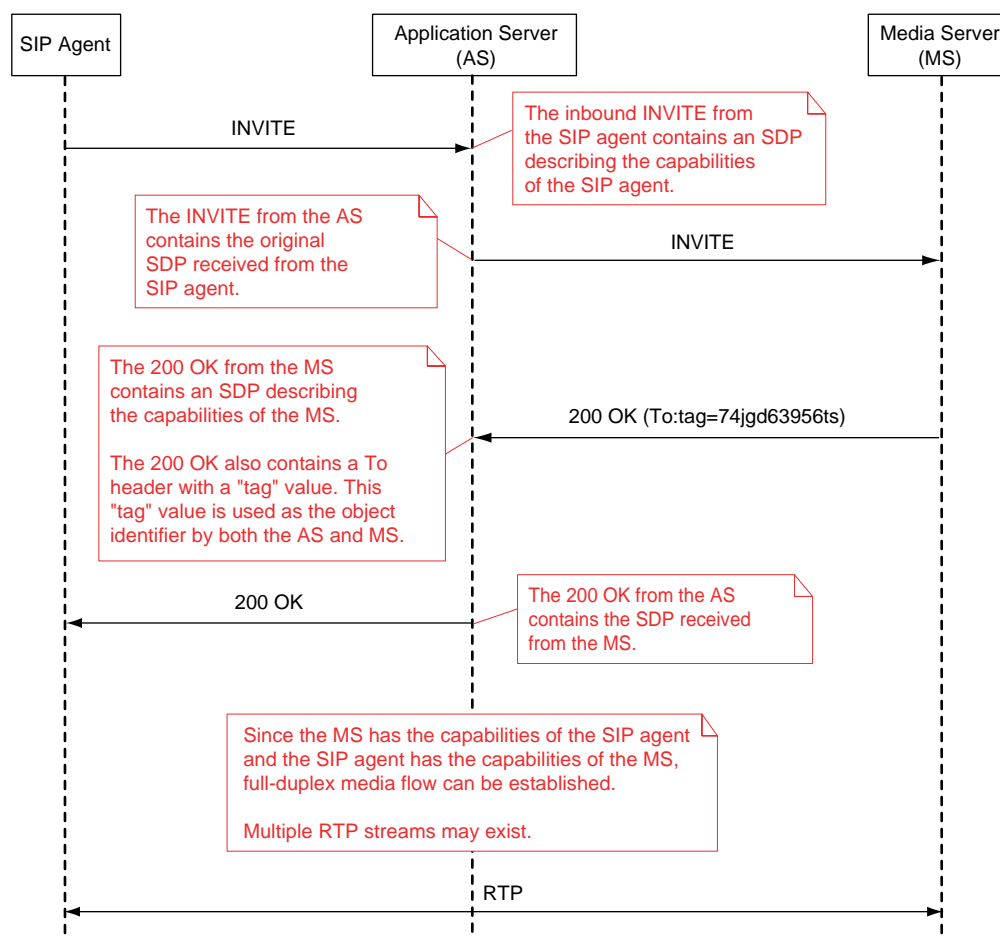 SIP Agent
Application Server
(AS)
Media Server
(MS)
INVITE
The inbound INVITE from
the SIP agent contains an SDP
describing the capabilities
of the SIP agent.
The INVITE from the AS
contains the original
SDP received from the
SIP agent.
INVITE
The 200 OK from the MS
contains an SDP describing
the capabilities of the MS.
The 200 OK also contains a To
header with a "tag" value. This
"tag" value is used as the object
identifier by both the AS and MS.
200 OK (To:tag=74jgd63956ts)
200 OK
The 200 OK from the AS
contains the SDP received
from the MS.
Since the MS has the capabilities of the SIP agent
and the SIP agent has the capabilities of the MS,
full-duplex media flow can be established.
Multiple RTP streams may exist.
RTP